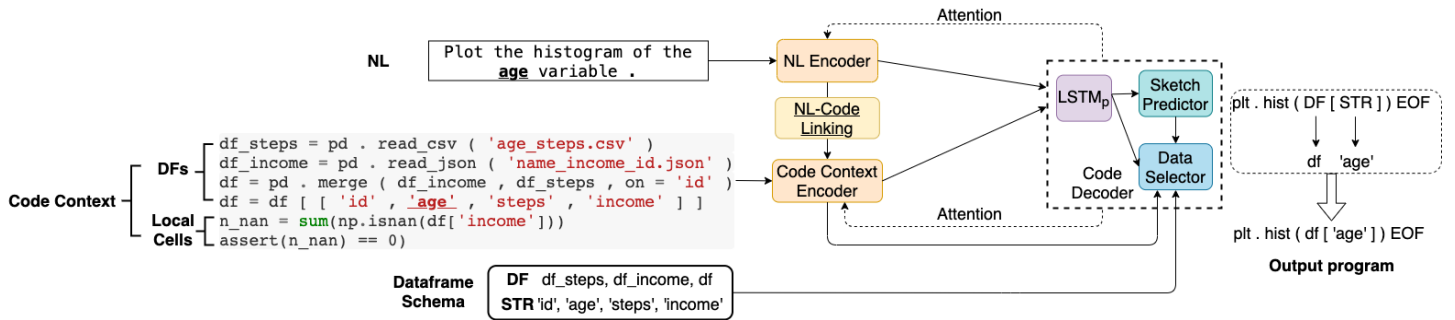 Attention
NL
Plot the histogram of the
age variable .
NL Encoder
NL-Code
Linking
LSTMp
Sketch
Predictor
plt . hist ( DF [ STR ] ) EOF
df 'age'
Code Context
DFs
df_steps = pd . read_csv ( 'age_steps.csv' )
df_income = pd . read_json ( 'name_income_id.json' )
df = pd . merge ( df_income , df_steps , on = 'id' )
df = df [ [ 'id' , 'age' , 'steps' , 'income' ] ]
Local
Cells
n_nan = sum(np.isnan(df['income']))
assert(n_nan) == 0)
Code Context
Encoder
Code
Decoder
Data
Selector
Attention
plt . hist ( df [ 'age' ] ) EOF
Output program
Dataframe
Schema
DF df_steps, df_income, df
STR 'id', 'age', 'steps', 'income'